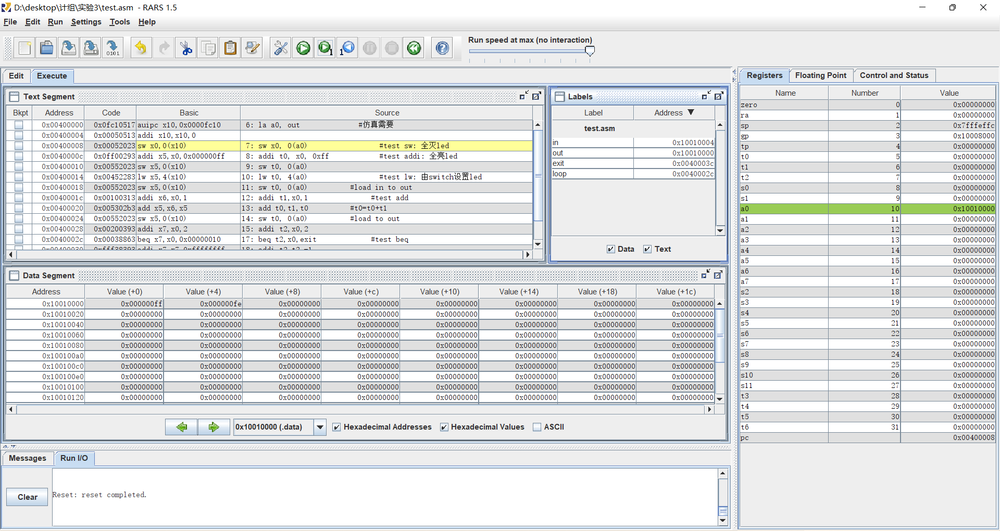 D:\desktop\计组\实验3\test.asm - RARS 1.5
File Edit Run Settings Tools Help
Run speed at max (no interaction)
Edit Execute
Text Segment
Bkpt Address Code Basic Source
0x00400000 0x0fc10517 auipc x10,0x0000fc10 6: la a0, out #仿真需要
0x00400004 0x00050513 addi x10,x10,0
0x00400008 0x00052023 sw x0,0(x10) 7: sw x0, 0(a0) #test sw: 全灭led
0x0040000c 0x0ff00293 addi x5,x0,0x000000ff 8: addi t0, x0, 0xff #test addi: 全亮led
0x00400010 0x00552023 sw x5,0(x10) 9: sw t0, 0(a0)
0x00400014 0x00452283 lw x5,4(x10) 10: lw t0, 4(a0) #test lw: 由switch设置led
0x00400018 0x00552023 sw x5,0(x10) 11: sw t0, 0(a0) #load in to out
0x0040001c 0x00100313 addi x6,x0,1 12: addi t1,x0,1 #test add
0x00400020 0x005302b3 add x5,x6,x5 13: add t0,t1,t0 #t0=t0+t1
0x00400024 0x00552023 sw x5,0(x10) 14: sw t0, 0(a0) #load to out
0x00400028 0x00200393 addi x7,x0,2 15: addi t2,x0,2
0x0040002c 0x00038863 beq x7,x0,0x00000010 17: beq t2,x0,exit #test beq
0x00400030 0xfff38393 addi x7,x7,0xffffffff 18: addi t2,t2,-1
Labels
Label Address ▼
test.asm
in 0x10010004
out 0x10010000
exit 0x0040003c
loop 0x0040002c
Data Text
Data Segment
Address Value (+0) Value (+4) Value (+8) Value (+c) Value (+10) Value (+14) Value (+18) Value (+1c)
0x10010000 0x000000ff 0x000000fe 0x00000000 0x00000000 0x00000000 0x00000000 0x00000000 0x00000000
0x10010020 0x00000000 0x00000000 0x00000000 0x00000000 0x00000000 0x00000000 0x00000000 0x00000000
0x10010040 0x00000000 0x00000000 0x00000000 0x00000000 0x00000000 0x00000000 0x00000000 0x00000000
0x10010060 0x00000000 0x00000000 0x00000000 0x00000000 0x00000000 0x00000000 0x00000000 0x00000000
0x10010080 0x00000000 0x00000000 0x00000000 0x00000000 0x00000000 0x00000000 0x00000000 0x00000000
0x100100a0 0x00000000 0x00000000 0x00000000 0x00000000 0x00000000 0x00000000 0x00000000 0x00000000
0x100100c0 0x00000000 0x00000000 0x00000000 0x00000000 0x00000000 0x00000000 0x00000000 0x00000000
0x100100e0 0x00000000 0x00000000 0x00000000 0x00000000 0x00000000 0x00000000 0x00000000 0x00000000
0x10010100 0x00000000 0x00000000 0x00000000 0x00000000 0x00000000 0x00000000 0x00000000 0x00000000
0x10010120 0x00000000 0x00000000 0x00000000 0x00000000 0x00000000 0x00000000 0x00000000 0x00000000
0x10010000 (.data) Hexadecimal Addresses Hexadecimal Values ASCII
Messages Run I/O
Clear
Reset: reset completed.
Registers Floating Point Control and Status
Name Number Value
zero 0 0x00000000
ra 1 0x00000000
sp 2 0x7fffeffc
gp 3 0x10008000
tp 4 0x00000000
t0 5 0x00000000
t1 6 0x00000000
t2 7 0x00000000
s0 8 0x00000000
s1 9 0x00000000
a0 10 0x10010000
a1 11 0x00000000
a2 12 0x00000000
a3 13 0x00000000
a4 14 0x00000000
a5 15 0x00000000
a6 16 0x00000000
a7 17 0x00000000
s2 18 0x00000000
s3 19 0x00000000
s4 20 0x00000000
s5 21 0x00000000
s6 22 0x00000000
s7 23 0x00000000
s8 24 0x00000000
s9 25 0x00000000
s10 26 0x00000000
s11 27 0x00000000
t3 28 0x00000000
t4 29 0x00000000
t5 30 0x00000000
t6 31 0x00000000
pc 0x00400008